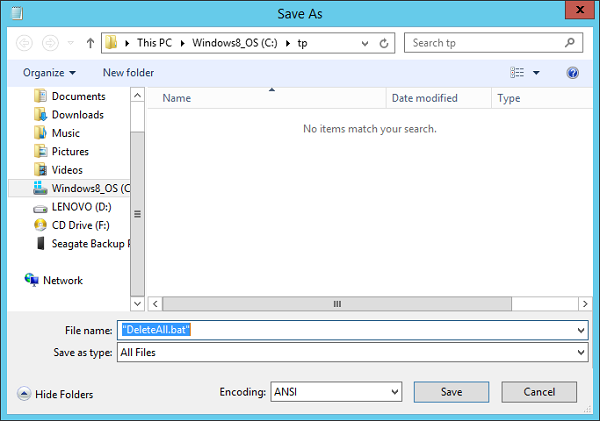 Save As
x
This PC Windows8_OS (C:) tp
Search tp
Organize New folder
Name Date modified Type
No items match your search.
Documents
Downloads
Music
Pictures
Videos
Windows8_OS (C
LENOVO (D:)
CD Drive (F:)
Seagate Backup P
Network
File name: "DeleteAll.bat"
Save as type: All Files
Hide Folders Encoding: ANSI Save Cancel